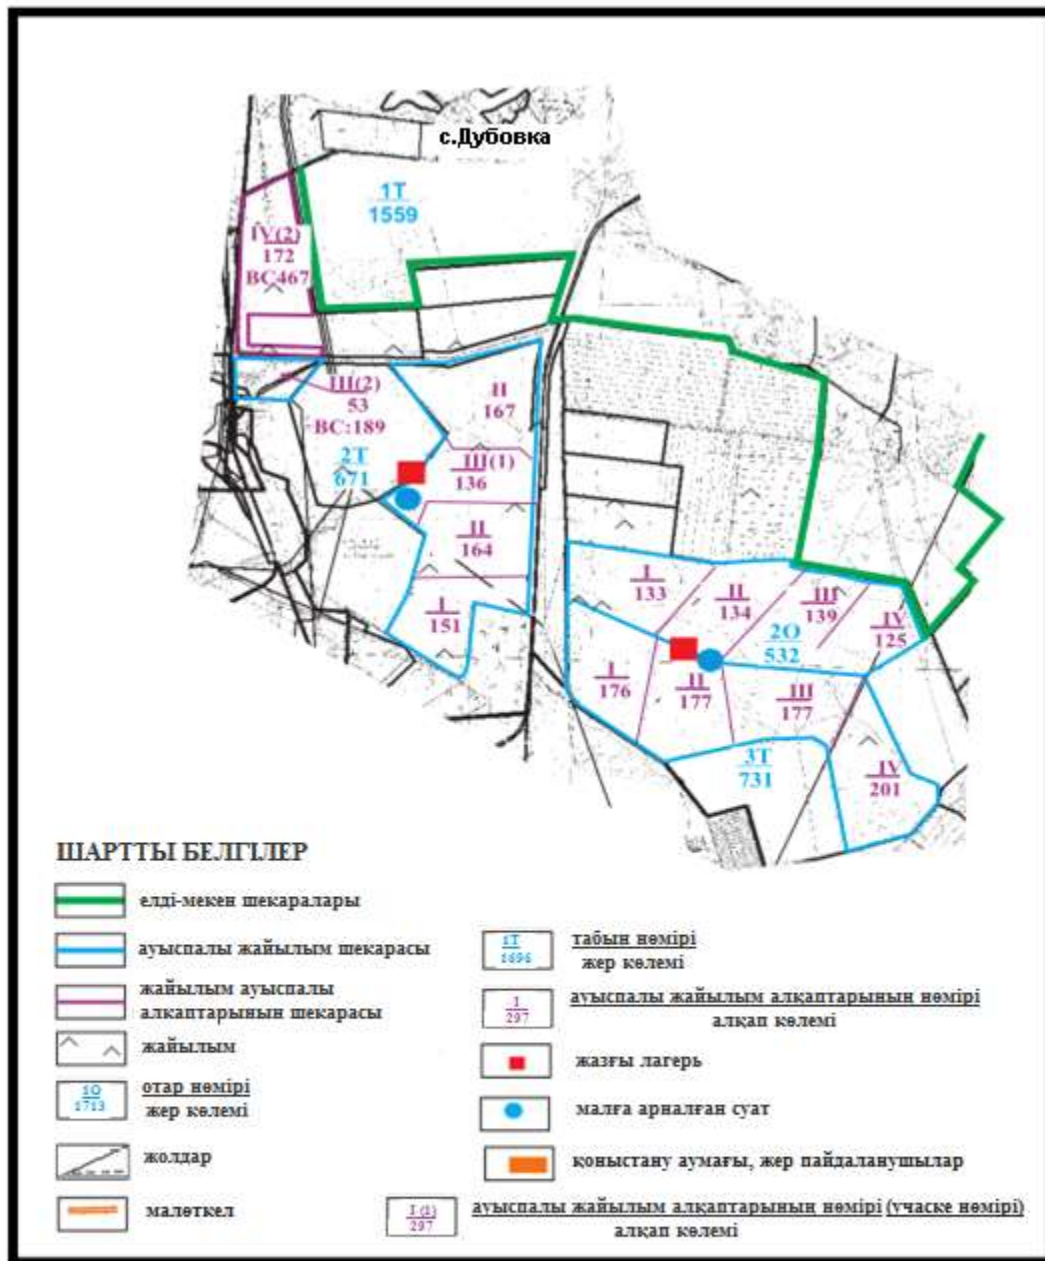 с.Дубовка
1Т
1559
IV(2)
172
ВС467
III(2)
53
ВС:189
2Т
671
II
167
III(1)
136
II
164
I
151
I
133
II
134
III
139
IV
125
2О
532
I
176
II
177
III
177
3Т
731
IV
201
ШАРТТЫ БЕЛГІЛЕР
елді-мекен шекаралары
ауыспалы жайылым шекарасы
жайылым ауыспалы
алқаптарынын шекарасы
жайылым
1О
1713
отар нөмірі
жер көлемі
жолдар
малөткел
1Т
1696
табын нөмірі
жер көлемі
I
297
ауыспалы жайылым алқаптарынын нөмірі
алқап көлемі
жазғы лагерь
малға арналған суат
қоныстану аумағы, жер пайдаланушылар
I (1)
297
ауыспалы жайылым алқаптарынын нөмірі (учаске нөмірі)
алқап көлемі